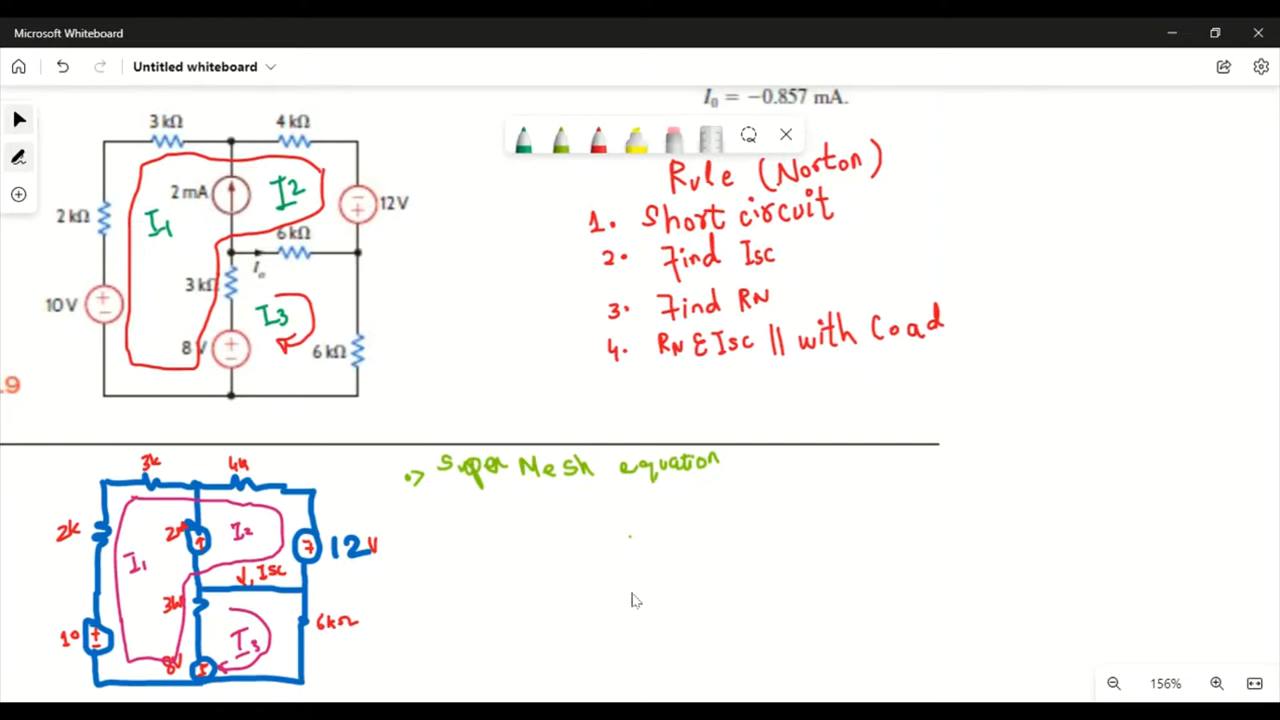 Microsoft Whiteboard
Untitled whiteboard
I₀ = −0.857 mA.
3 kΩ
4 kΩ
2 mA
I2
12V
2 kΩ
I1
6 kΩ
Io
3 kΩ
I3
10V
8 V
6 kΩ
.9
Rule (Norton)
1. Short circuit
2. Find Isc
3. Find RN
4. RN & Isc || with Load
3k
4k
2k
I2
12V
I1
Isc
3k
6kΩ
10
I3
8V
Super Mesh equation
156%